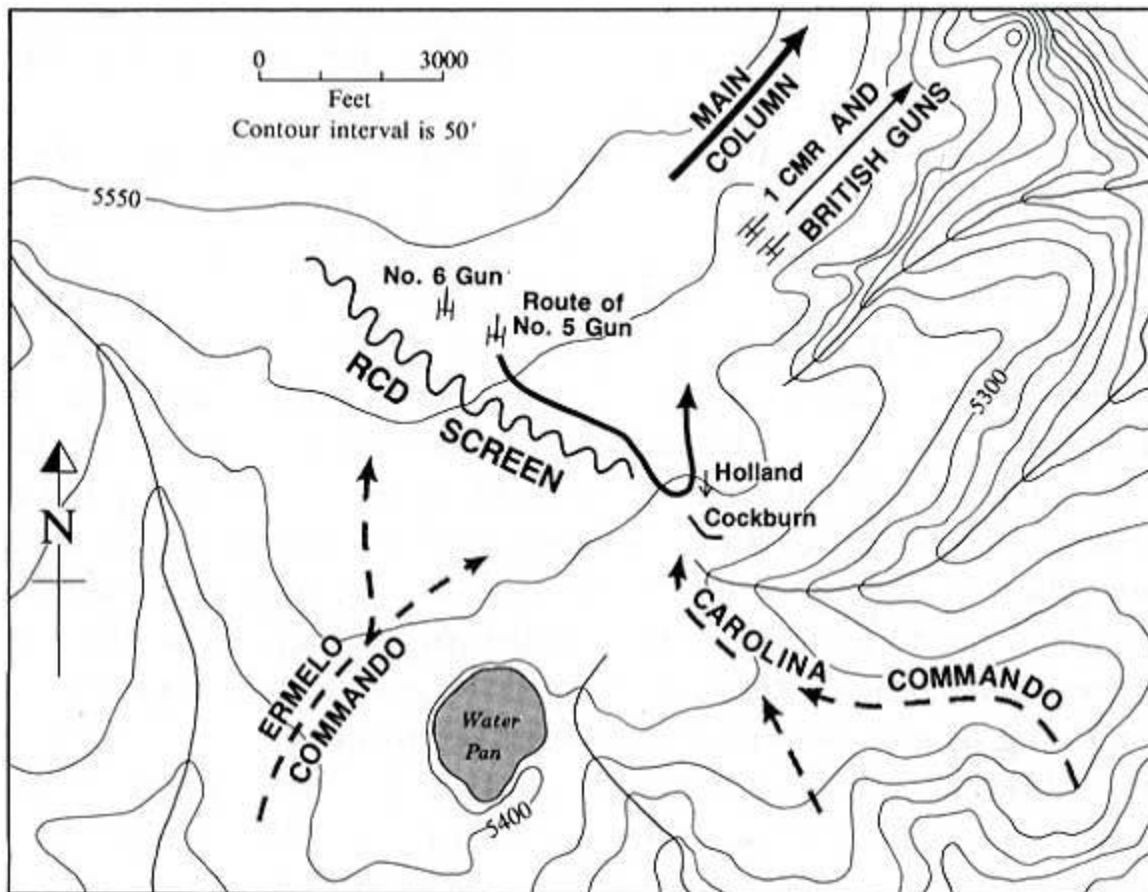 0 3000
Feet
Contour interval is 50'
MAIN
COLUMN
1 CMR AND
BRITISH GUNS
5550
No. 6 Gun
Route of
No. 5 Gun
RCD
SCREEN
5300
Holland
Cockburn
N
CAROLINA
COMMANDO
ERMELO
COMMANDO
Water
Pan
5400